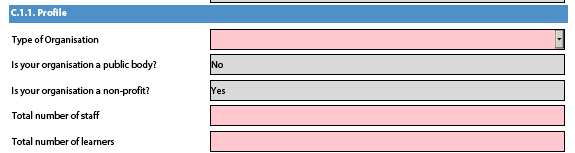 C.1.1. Profile
Type of Organisation
Is your organisation a public body? No
Is your organisation a non-profit? Yes
Total number of staff
Total number of learners